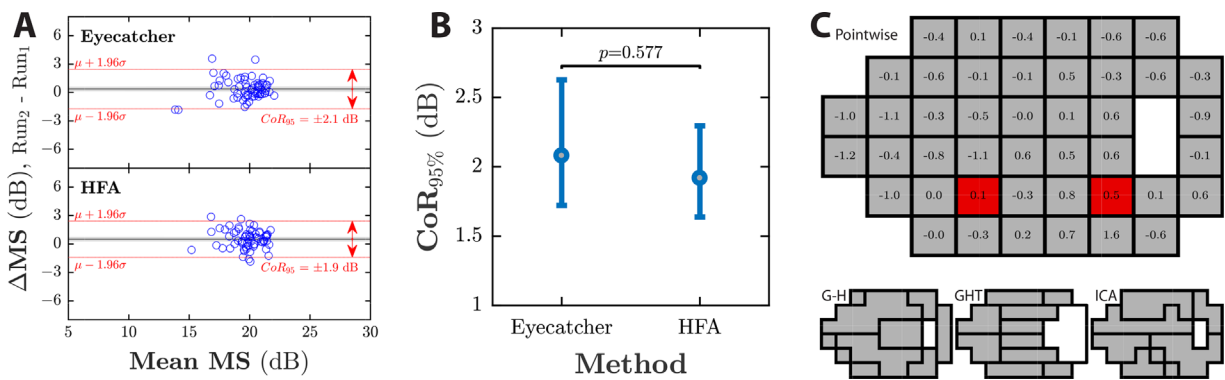 A
ΔMS (dB), Run2 - Run1
6
3
0
-3
-6
Eyecatcher
μ + 1.96σ
μ − 1.96σ
CoR95 = ±2.1 dB
6
3
0
-3
-6
HFA
μ + 1.96σ
μ − 1.96σ
CoR95 = ±1.9 dB
5 10 15 20 25 30
Mean MS (dB)
B
CoR95% (dB)
3
2.5
2
1.5
1
p=0.577
Eyecatcher HFA
Method
C
Pointwise
-0.4 0.1 -0.4 -0.1 -0.6 -0.6
-0.1 -0.6 -0.1 -0.1 0.5 -0.3 -0.6 -0.3
-1.0 -1.1 -0.3 -0.5 -0.0 0.1 0.6 -0.9
-1.2 -0.4 -0.8 -1.1 0.6 0.5 0.6 -0.1
-1.0 0.0 0.1 -0.3 0.8 0.5 0.1 0.6
-0.0 -0.3 0.2 0.7 1.6 -0.6
G-H GHT ICA